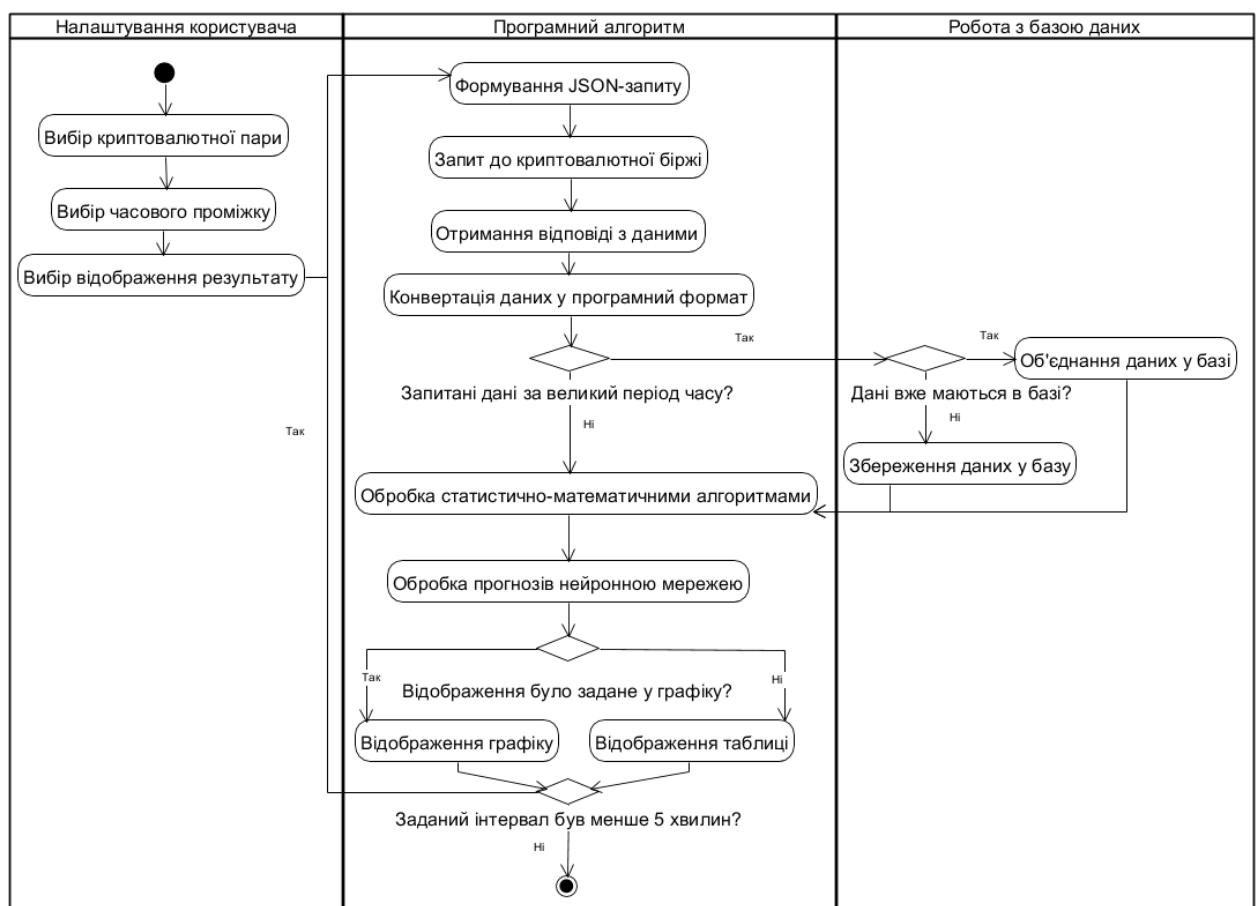 Налаштування користувача
Програмний алгоритм
Робота з базою даних
Вибір криптовалютної пари
Вибір часового проміжку
Вибір відображення результату
Формування JSON-запиту
Запит до криптовалютної біржі
Отримання відповіді з даними
Конвертація даних у програмний формат
Так
Запитані дані за великий період часу?
Ні
Так
Об'єднання даних у базі
Дані вже маються в базі?
Ні
Збереження даних у базу
Так
Обробка статистично-математичними алгоритмами
Обробка прогнозів нейронною мережею
Так
Відображення було задане у графіку?
Ні
Відображення графіку
Відображення таблиці
Заданий інтервал був менше 5 хвилин?
Ні